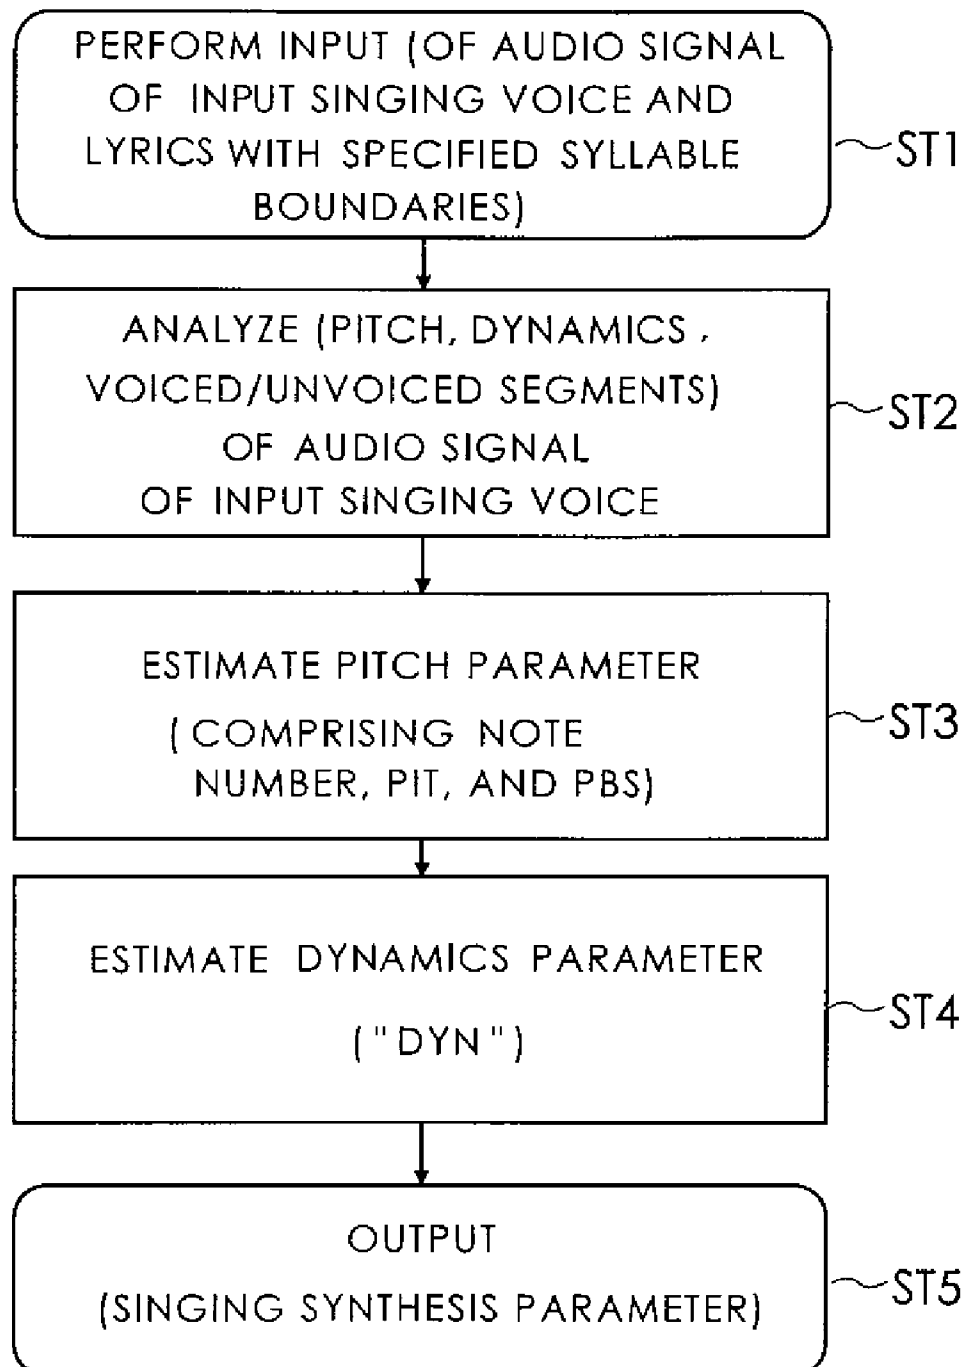 PERFORM INPUT (OF AUDIO SIGNAL
OF INPUT SINGING VOICE AND
LYRICS WITH SPECIFIED SYLLABLE
BOUNDARIES)
ST1
ANALYZE (PITCH, DYNAMICS,
VOICED/UNVOICED SEGMENTS)
OF AUDIO SIGNAL
OF INPUT SINGING VOICE
ST2
ESTIMATE PITCH PARAMETER
(COMPRISING NOTE
NUMBER, PIT, AND PBS)
ST3
ESTIMATE DYNAMICS PARAMETER
("DYN")
ST4
OUTPUT
(SINGING SYNTHESIS PARAMETER)
ST5